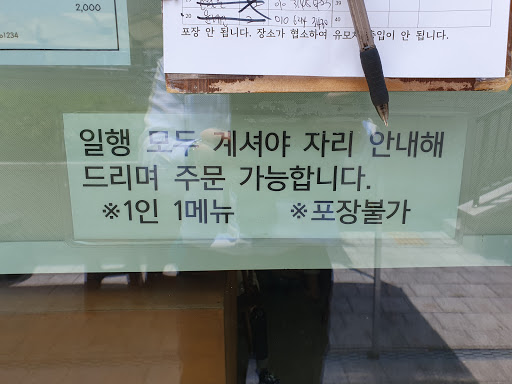 2,000
포장 안 됩니다. 장소가 협소하여 유모차 출입이 안 됩니다.
일행 모두 계셔야 자리 안내해
드리며 주문 가능합니다.
※1인 1메뉴 ※포장불가